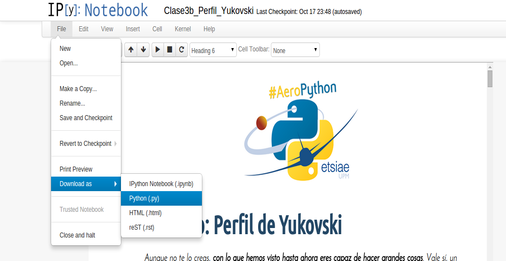 IP[y]: Notebook Clase3b_Perfil_Yukovski Last Checkpoint: Oct 17 23:48 (autosaved)
File Edit View Insert Cell Kernel Help
Heading 6 Cell Toolbar: None
New
Open...
Make a Copy...
Rename...
Save and Checkpoint
Revert to Checkpoint
Print Preview
Download as
IPython Notebook (.ipynb)
Python (.py)
HTML (.html)
reST (.rst)
Trusted Notebook
Close and halt
#AeroPython
etsiae
UPM
o: Perfil de Yukovski
Aunque no te lo creas, con lo que hemos visto hasta ahora eres capaz de hacer grandes cosas. Vale sí, un